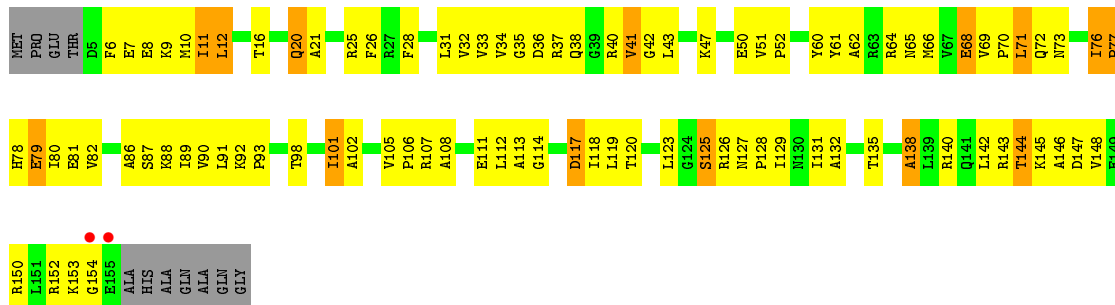 MET PRO GLU THR D5 F6 E7 E8 K9 M10 I11 L12 T16 Q20 A21 R25 F26 R27 F28 L31 V32 V33 V34 G35 D36 R37 Q38 G39 R40 V41 G42 L43 K47 E50 V51 P52 Y60 Y61 A62 R63 R64 N65 M66 V67 E68 V69 P70 L71 Q72 N73 I76 P77
H78 E79 I80 E81 V82 A86 S87 K88 I89 V90 L91 K92 P93 T98 I101 A102 V105 P106 R107 A108 E111 L112 A113 G114 D117 I118 L119 T120 L123 G124 S125 R126 N127 P128 I129 N130 I131 A132 T135 A138 L139 R140 Q141 L142 R143 T144 K145 A146 D147 V148 E149
R150 L151 R152 K153 G154 E155 ALA HIS ALA GLN ALA GLN GLY